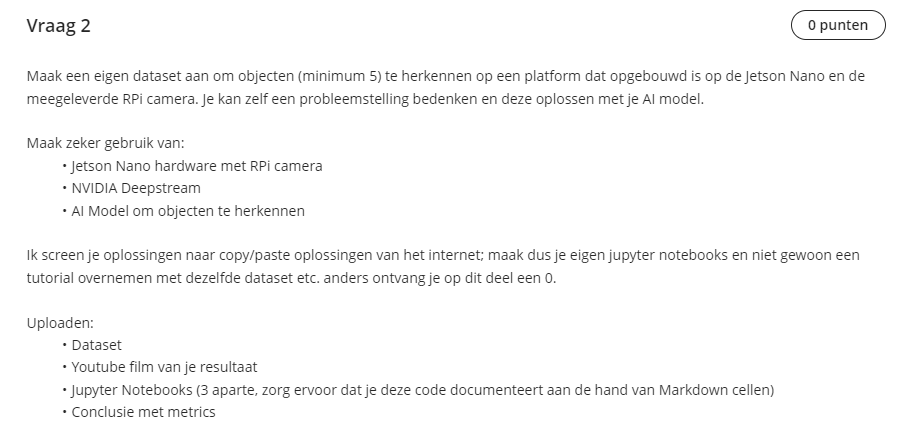 Vraag 2
0 punten
Maak een eigen dataset aan om objecten (minimum 5) te herkennen op een platform dat opgebouwd is op de Jetson Nano en de
meegeleverde RPi camera. Je kan zelf een probleemstelling bedenken en deze oplossen met je AI model.
Maak zeker gebruik van:
• Jetson Nano hardware met RPi camera
• NVIDIA Deepstream
• AI Model om objecten te herkennen
Ik screen je oplossingen naar copy/paste oplossingen van het internet; maak dus je eigen jupyter notebooks en niet gewoon een
tutorial overnemen met dezelfde dataset etc. anders ontvang je op dit deel een 0.
Uploaden:
• Dataset
• Youtube film van je resultaat
• Jupyter Notebooks (3 aparte, zorg ervoor dat je deze code documenteert aan de hand van Markdown cellen)
• Conclusie met metrics